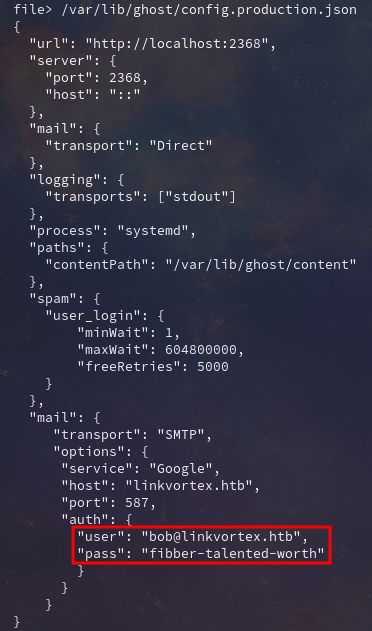 file> /var/lib/ghost/config.production.json
{
  "url": "http://localhost:2368",
  "server": {
    "port": 2368,
    "host": "::"
  },
  "mail": {
    "transport": "Direct"
  },
  "logging": {
    "transports": ["stdout"]
  },
  "process": "systemd",
  "paths": {
    "contentPath": "/var/lib/ghost/content"
  },
  "spam": {
    "user_login": {
        "minWait": 1,
        "maxWait": 604800000,
        "freeRetries": 5000
    }
  },
  "mail": {
     "transport": "SMTP",
     "options": {
      "service": "Google",
      "host": "linkvortex.htb",
      "port": 587,
      "auth": {
        "user": "bob@linkvortex.htb",
        "pass": "fibber-talented-worth"
        }
      }
    }
}